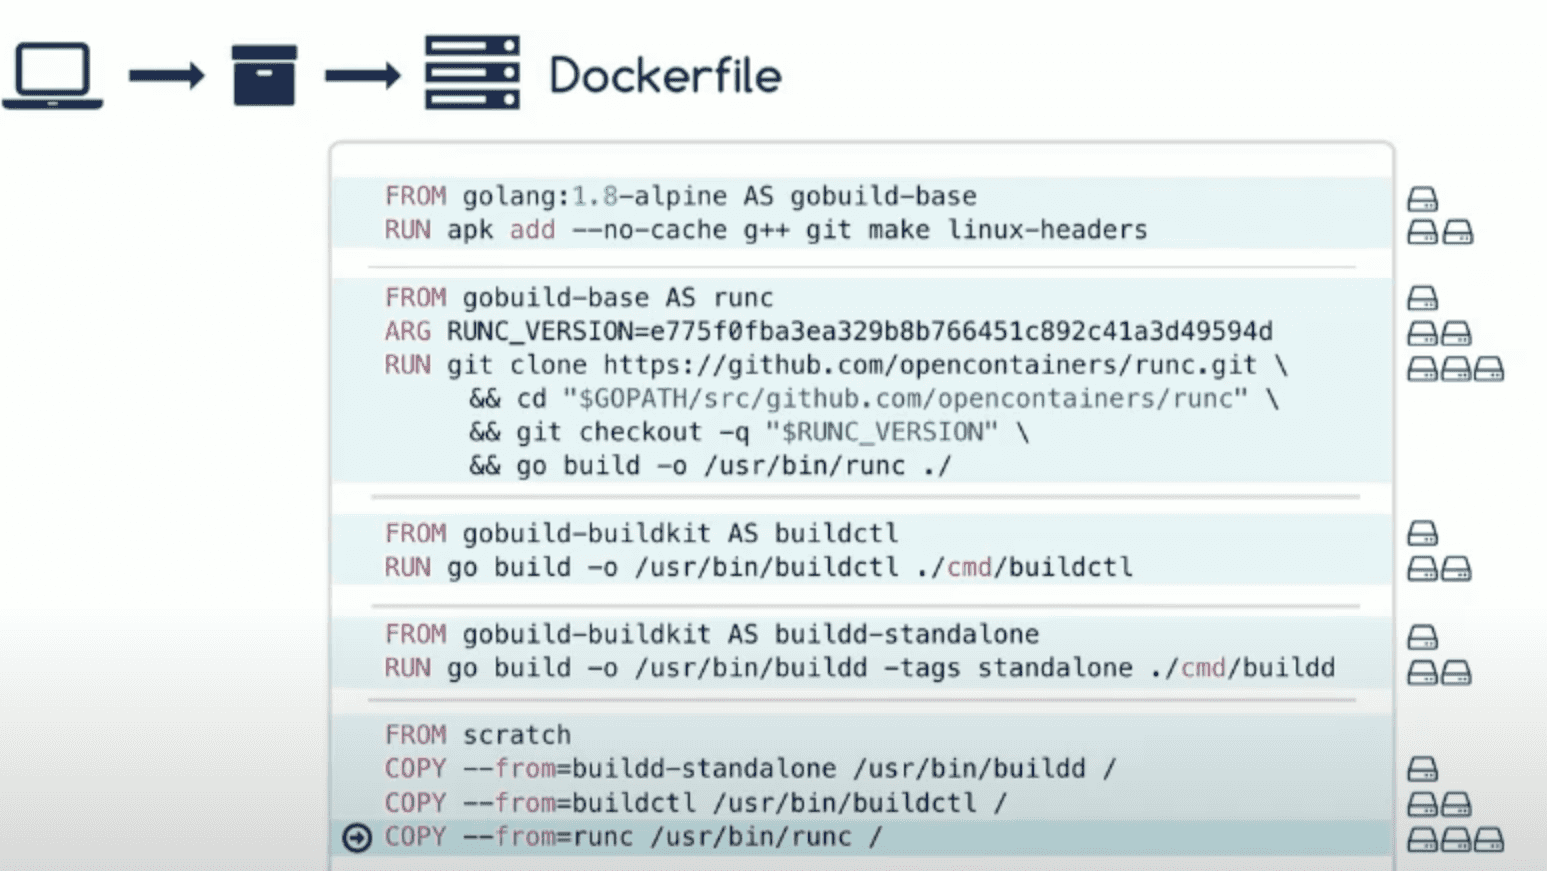 Dockerfile
FROM golang:1.8-alpine AS gobuild-base
RUN apk add --no-cache g++ git make linux-headers
FROM gobuild-base AS runc
ARG RUNC_VERSION=e775f0fba3ea329b8b766451c892c41a3d49594d
RUN git clone https://github.com/opencontainers/runc.git \
&& cd "$GOPATH/src/github.com/opencontainers/runc" \
&& git checkout -q "$RUNC_VERSION" \
&& go build -o /usr/bin/runc ./
FROM gobuild-buildkit AS buildctl
RUN go build -o /usr/bin/buildctl ./cmd/buildctl
FROM gobuild-buildkit AS buildd-standalone
RUN go build -o /usr/bin/buildd -tags standalone ./cmd/buildd
FROM scratch
COPY --from=buildd-standalone /usr/bin/buildd /
COPY --from=buildctl /usr/bin/buildctl /
COPY --from=runc /usr/bin/runc /